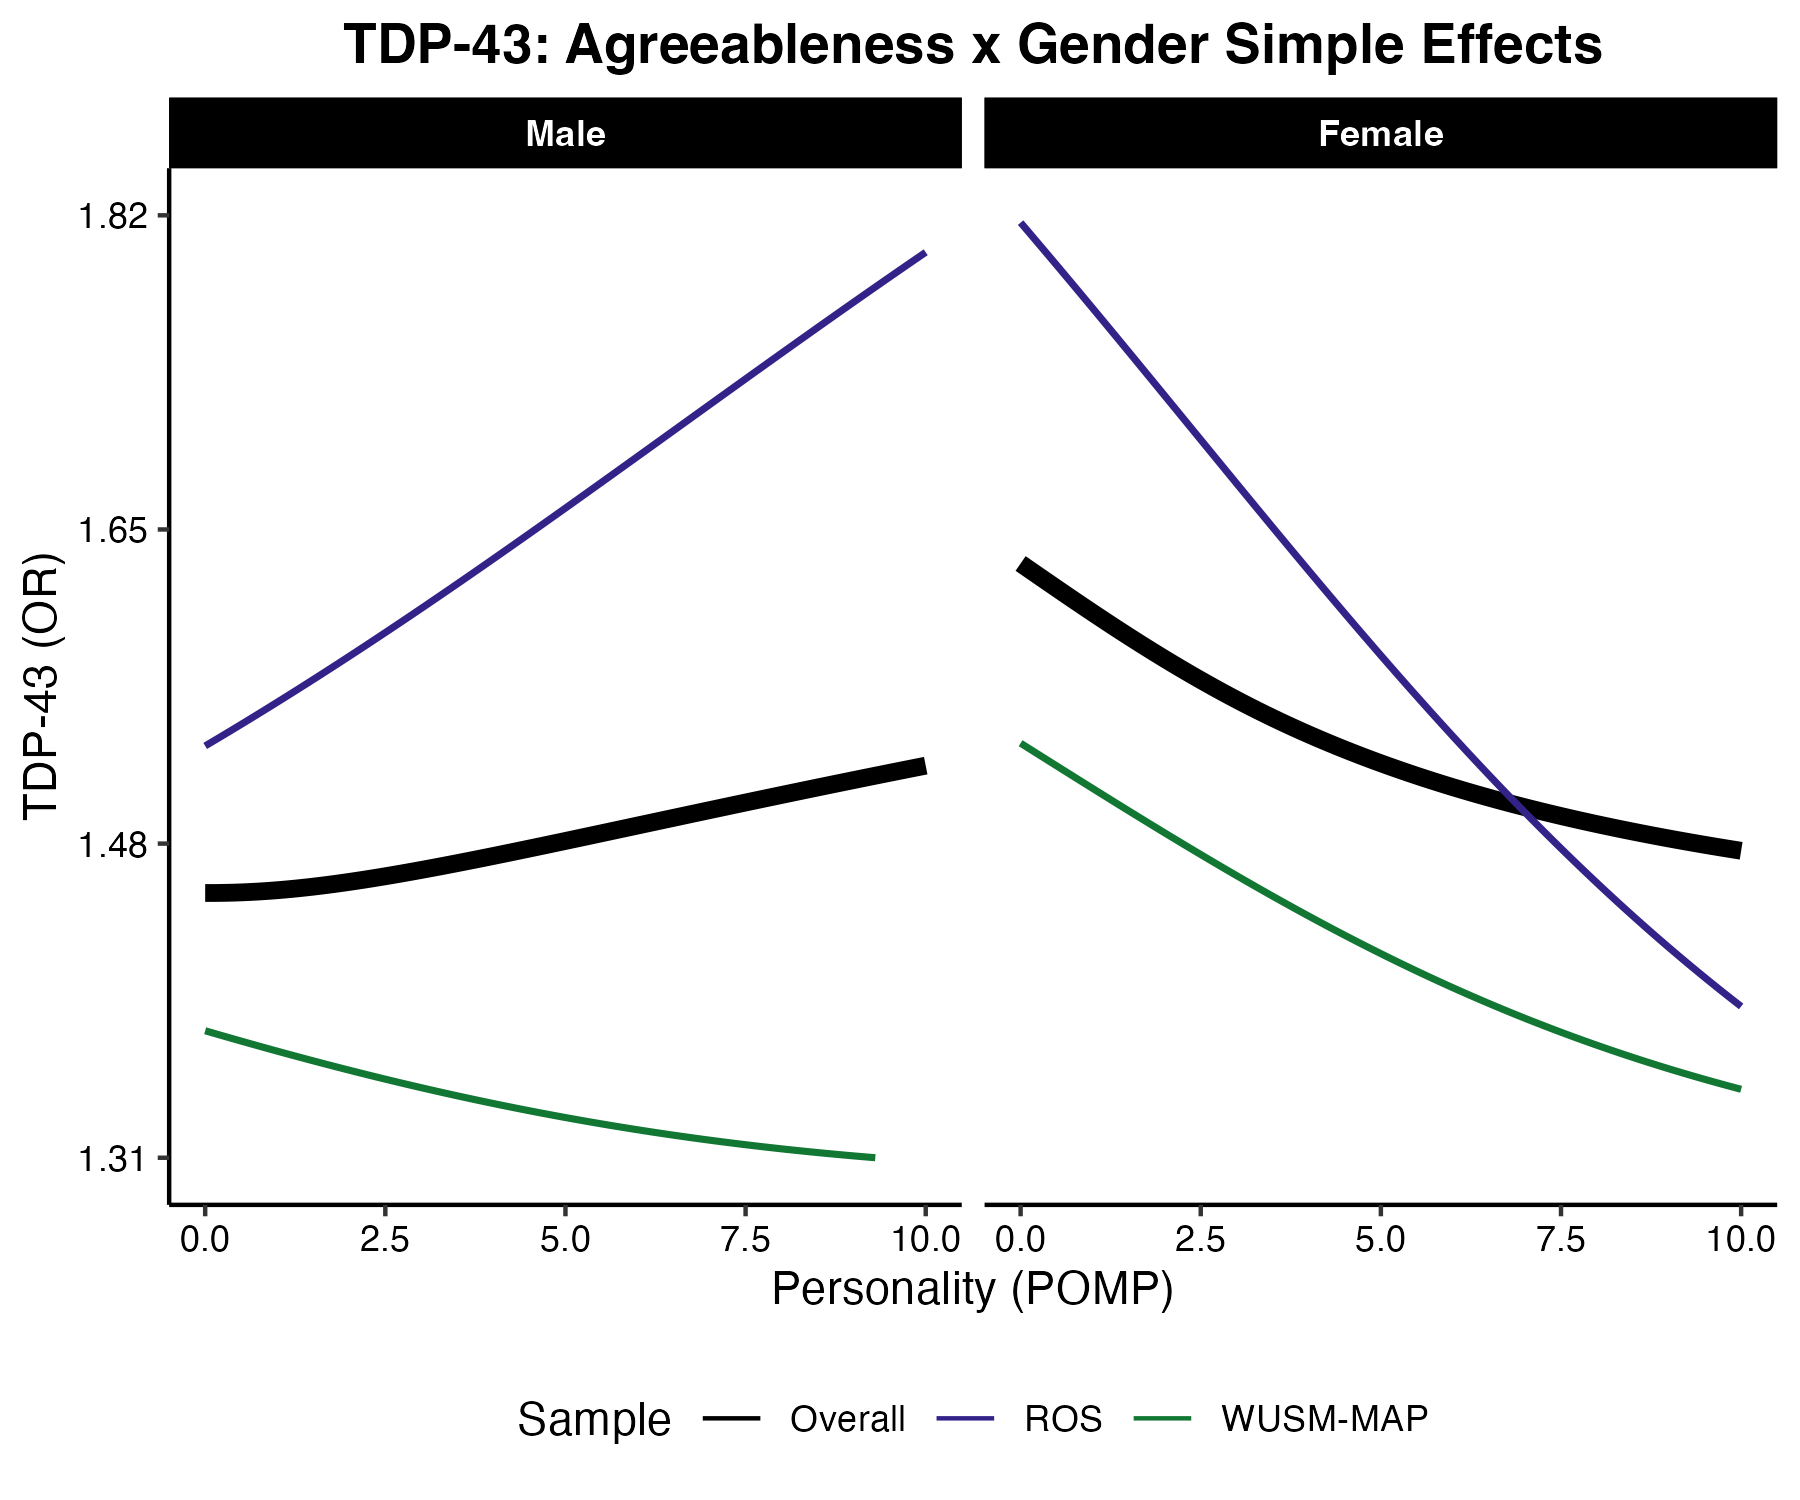 TDP-43: Agreeableness x Gender Simple Effects
Male Female
TDP-43 (OR)
1.82
1.65
1.48
1.31
0.0 2.5 5.0 7.5 10.0 0.0 2.5 5.0 7.5 10.0
Personality (POMP)
Sample Overall ROS WUSM-MAP